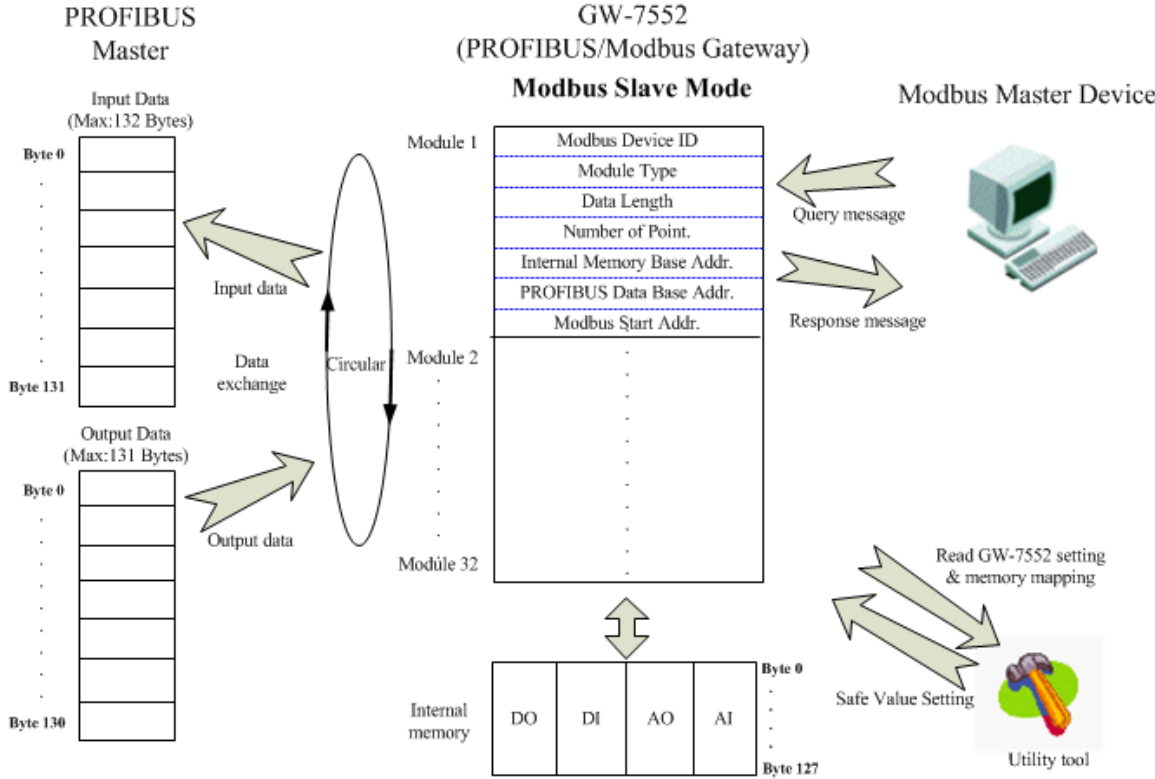 PROFIBUS
Master
Input Data
(Max:132 Bytes)
Byte 0
Byte 131
Output Data
(Max:131 Bytes)
Byte 0
Byte 130
Input data
Data
exchange
Circular
Output data
GW-7552
(PROFIBUS/Modbus Gateway)
Modbus Slave Mode
Module 1
Modbus Device ID
Module Type
Data Length
Number of Point.
Internal Memory Base Addr.
PROFIBUS Data Base Addr.
Modbus Start Addr.
Module 2
Module 32
Internal
memory
DO
DI
AO
AI
Byte 0
Byte 127
Modbus Master Device
Query message
Response message
Read GW-7552 setting
& memory mapping
Safe Value Setting
Utility tool